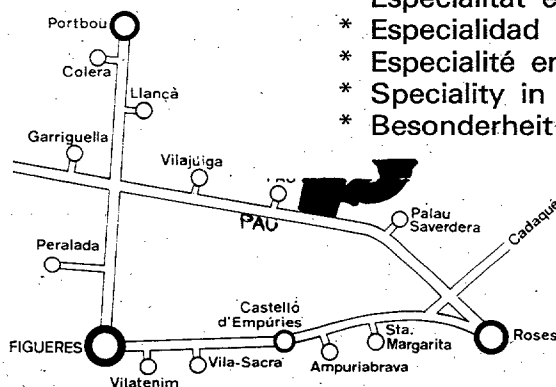 Especialitat e
* Especialidad
* Especialité en
* Speciality in
* Besonderheit
Portbou
Colera
Llançà
Garriguella
Vilajuïga
PAU
Palau
Saverdera
Cadaqué
Peralada
Castelló
d'Empúries
FIGUERES
Vilatenim
Vila-Sacra
Ampuriabrava
Sta.
Margarita
Roses